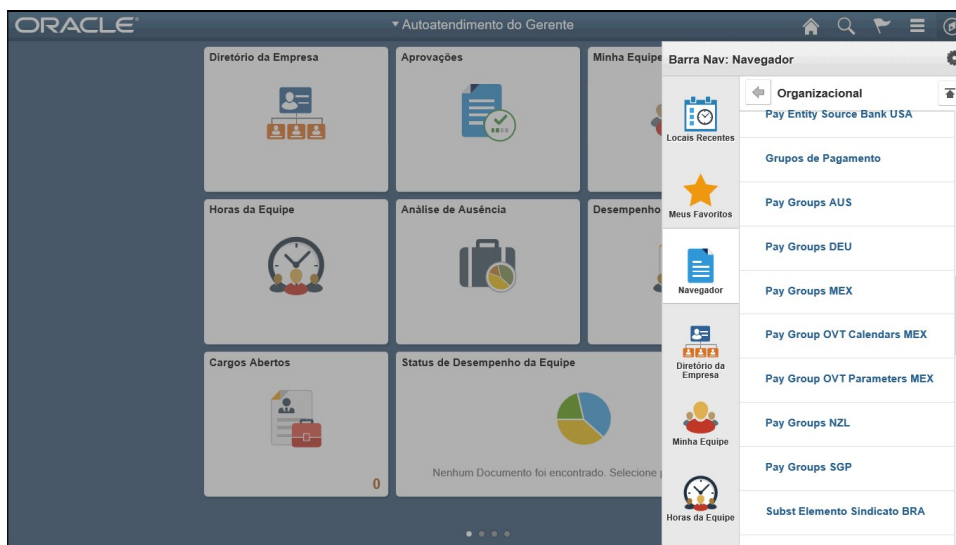 ORACLE
Autoatendimento do Gerente
Diretório da Empresa
Aprovações
Minha Equipe
Horas da Equipe
Análise de Ausência
Desempenho
Cargos Abertos
0
Status de Desempenho da Equipe
Nenhum Documento foi encontrado. Selecione
Barra Nav: Navegador
Locais Recentes
Meus Favoritos
Navegador
Diretório da
Empresa
Minha Equipe
Horas da Equipe
Organizacional
Pay Entity Source Bank USA
Grupos de Pagamento
Pay Groups AUS
Pay Groups DEU
Pay Groups MEX
Pay Group OVT Calendars MEX
Pay Group OVT Parameters MEX
Pay Groups NZL
Pay Groups SGP
Subst Elemento Sindicato BRA